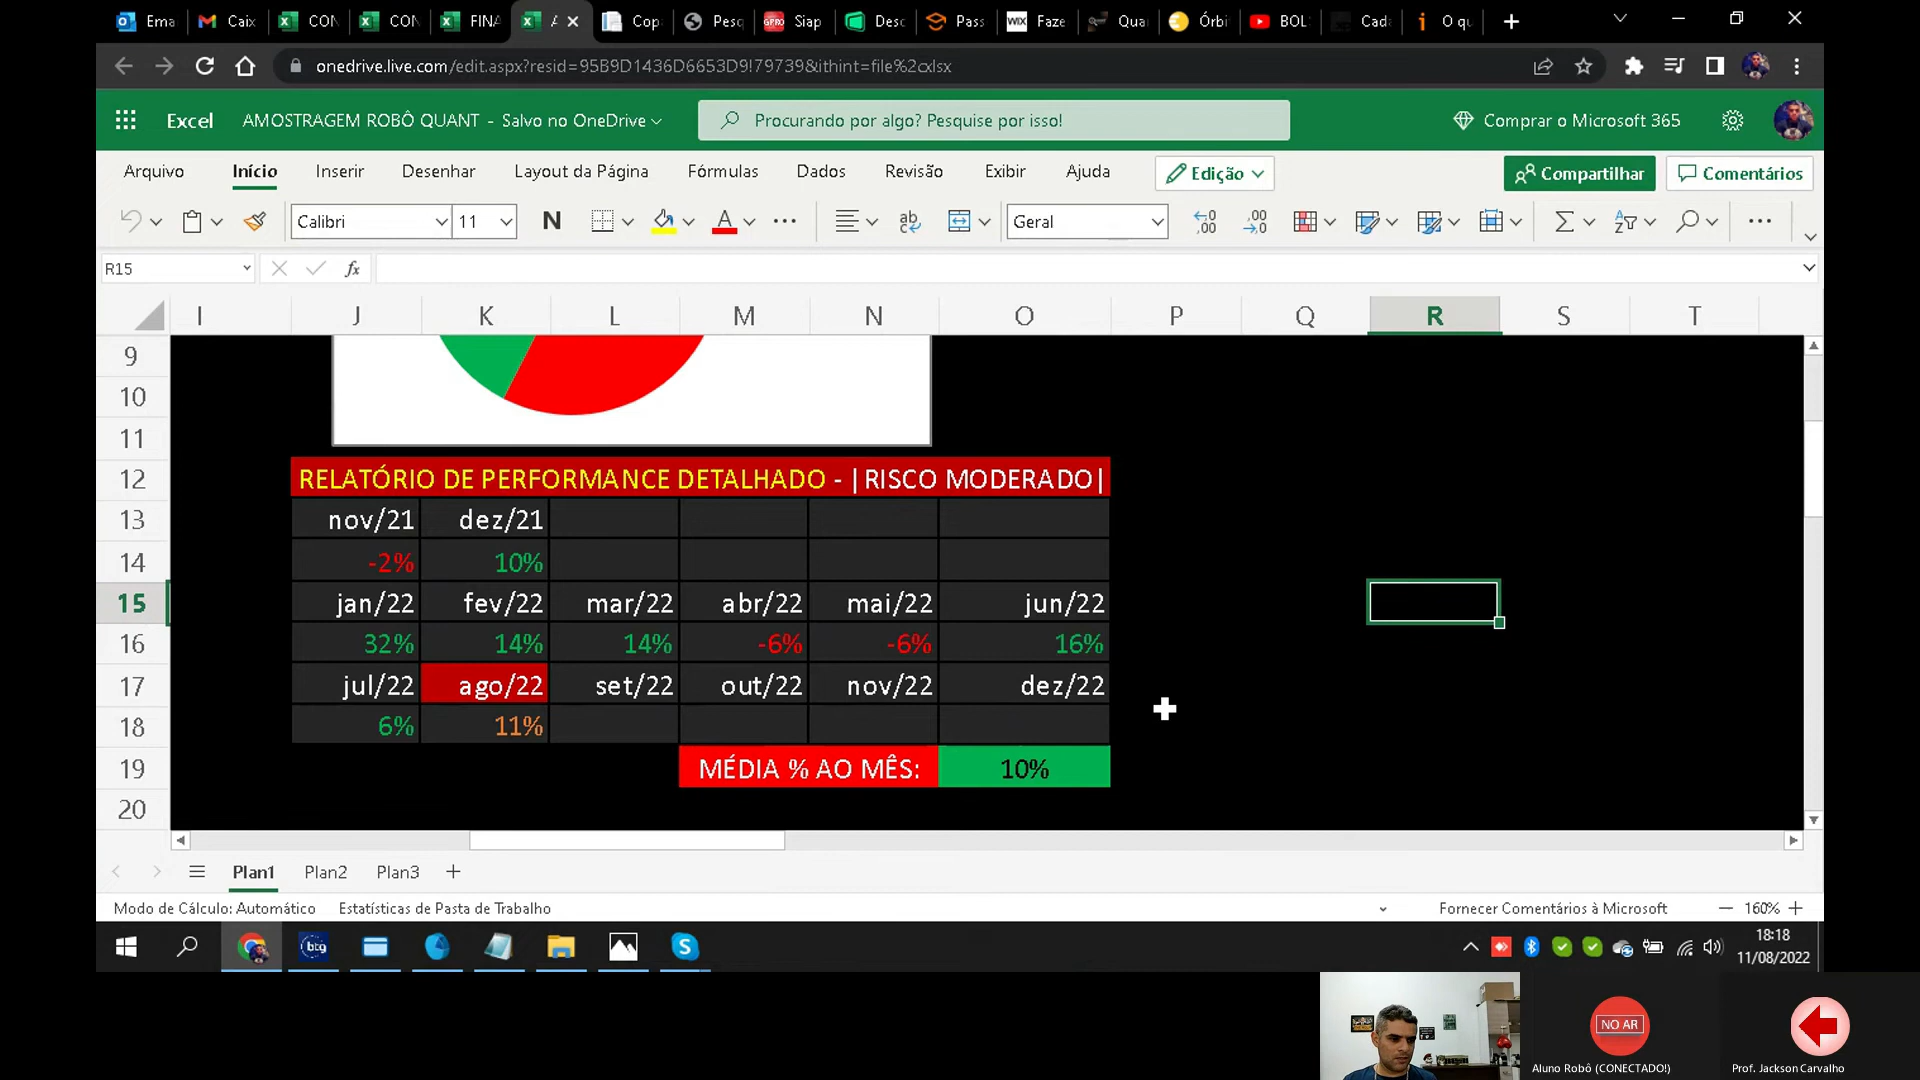 Ema
Caix
CON
CON
FINA
A
Cop
Pesq
Siap
Desc
Pass
WIX Faze
Qua
Órbi
BOL
Cad
O qu
onedrive.live.com/edit.aspx?resid=95B9D1436D6653D9!79739&ithint=file%2cxlsx
Excel AMOSTRAGEM ROBÔ QUANT - Salvo no OneDrive
Procurando por algo? Pesquise por isso!
Comprar o Microsoft 365
Arquivo Início Inserir Desenhar Layout da Página Fórmulas Dados Revisão Exibir Ajuda
Edição
Compartilhar
Comentários
Calibri 11 N A ab Geral
R15 fx
I J K L M N O P Q R S T
9
10
11
12 RELATÓRIO DE PERFORMANCE DETALHADO - |RISCO MODERADO|
13 nov/21 dez/21
14 -2% 10%
15 jan/22 fev/22 mar/22 abr/22 mai/22 jun/22
16 32% 14% 14% -6% -6% 16%
17 jul/22 ago/22 set/22 out/22 nov/22 dez/22
18 6% 11%
19 MÉDIA % AO MÊS: 10%
20
Plan1 Plan2 Plan3
Modo de Cálculo: Automático Estatísticas de Pasta de Trabalho
Fornecer Comentários à Microsoft
160%
btg
18:18
11/08/2022
NO AR
Aluno Robô (CONECTADO!)
Prof. Jackson Carvalho